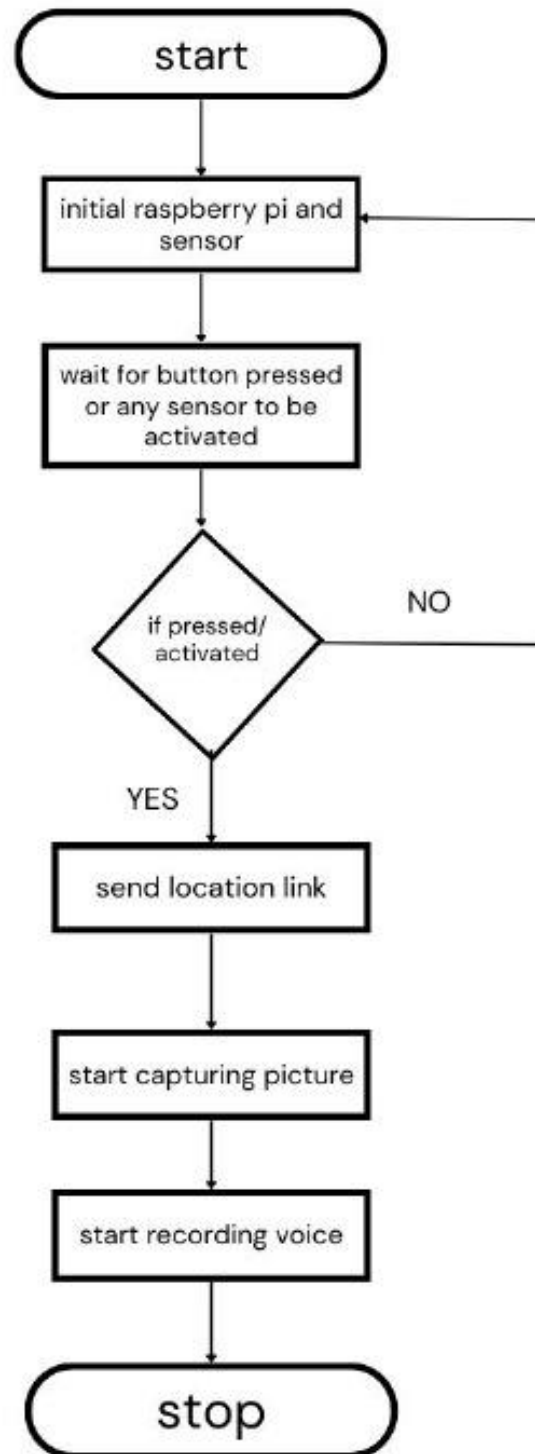 start
initial raspberry pi and
sensor
wait for button pressed
or any sensor to be
activated
if pressed/
activated
NO
YES
send location link
start capturing picture
start recording voice
stop